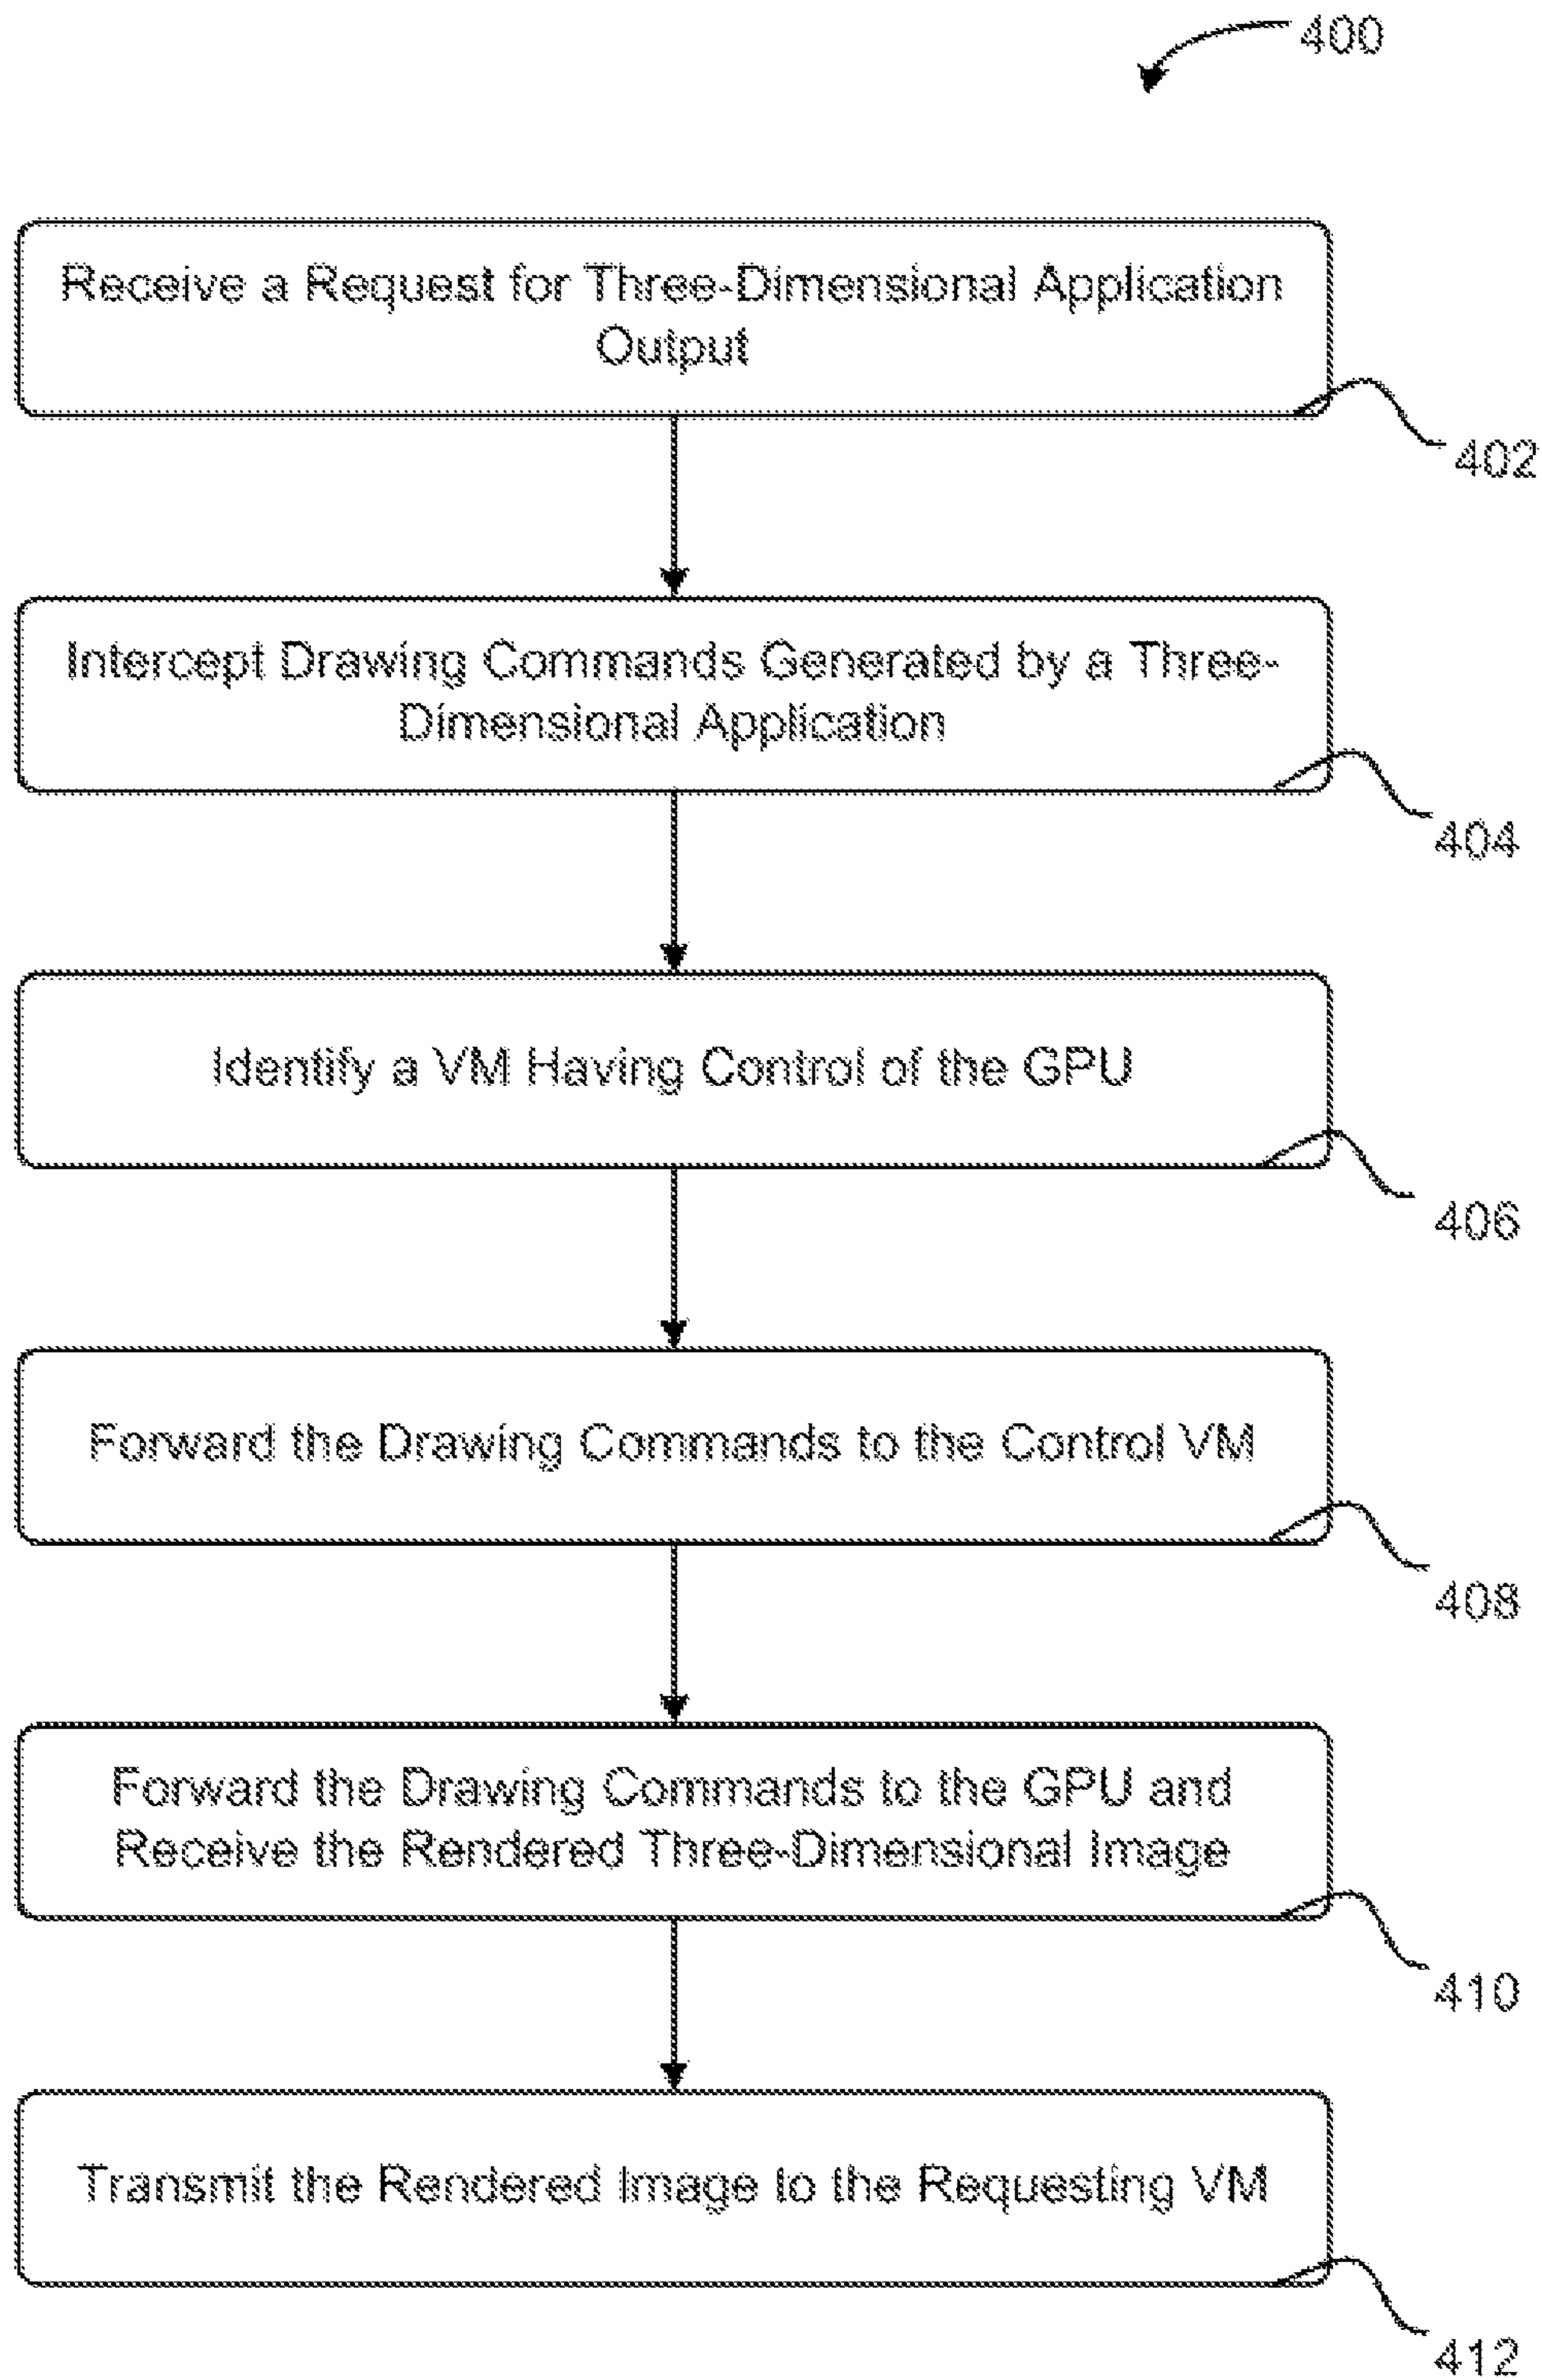 400
Receive a Request for Three-Dimensional Application
Output
402
Intercept Drawing Commands Generated by a Three-
Dimensional Application
404
Identify a VM Having Control of the GPU
406
Forward the Drawing Commands to the Control VM
408
Forward the Drawing Commands to the GPU and
Receive the Rendered Three-Dimensional Image
410
Transmit the Rendered Image to the Requesting VM
412